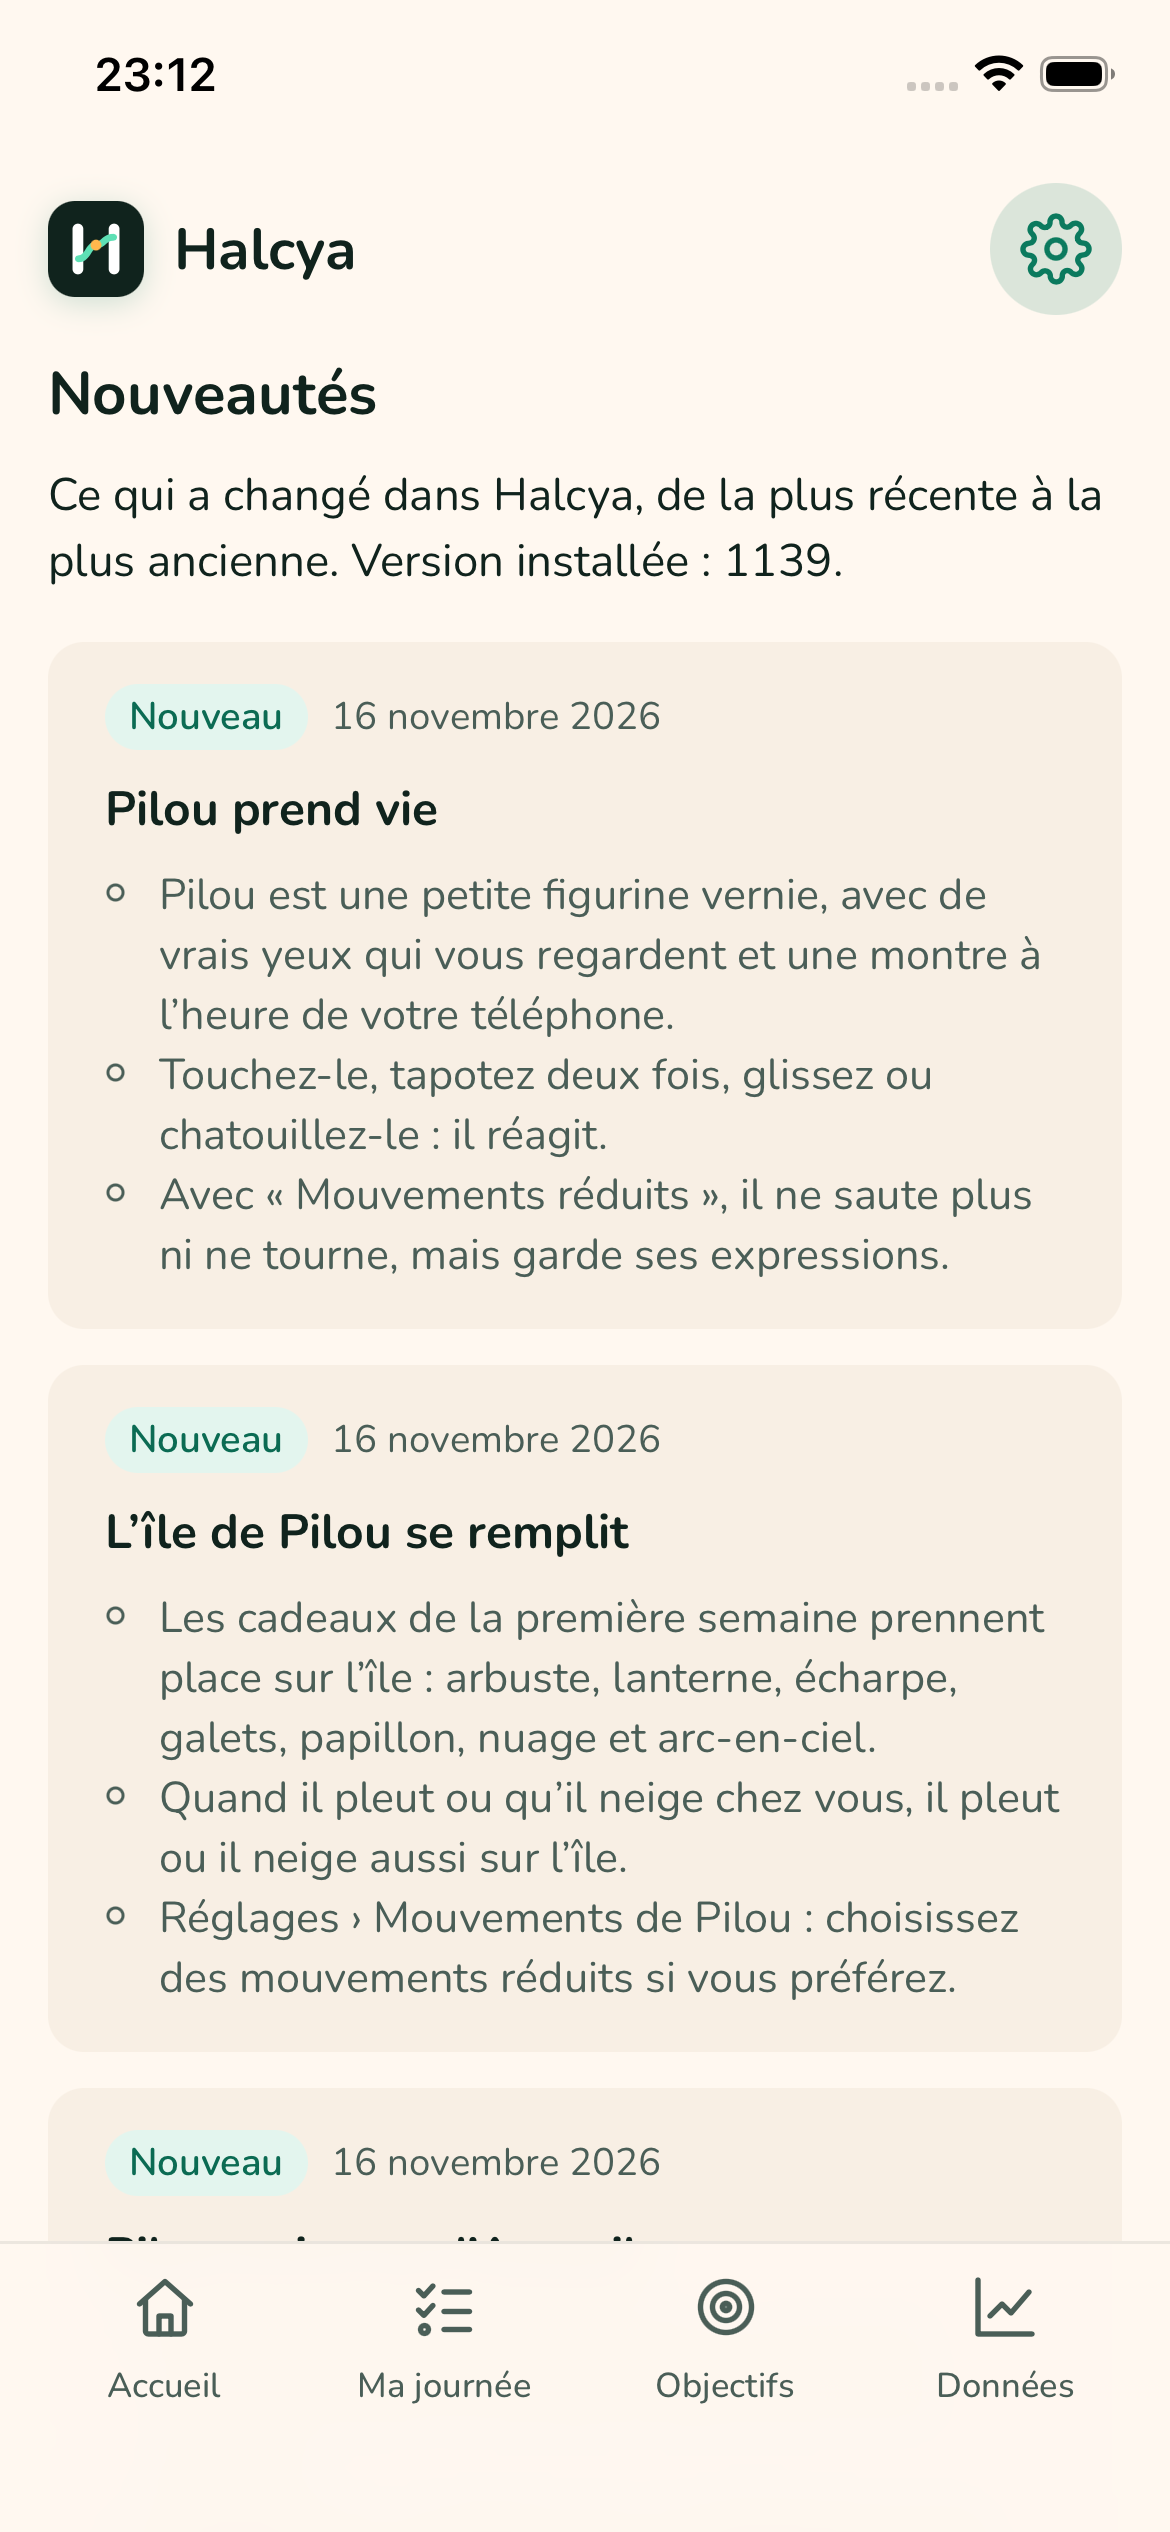 23:12
Halcya
Nouveautés
Ce qui a changé dans Halcya, de la plus récente à la
plus ancienne. Version installée : 1139.
Nouveau 16 novembre 2026
Pilou prend vie
Pilou est une petite figurine vernie, avec de
vrais yeux qui vous regardent et une montre à
l’heure de votre téléphone.
Touchez-le, tapotez deux fois, glissez ou
chatouillez-le : il réagit.
Avec « Mouvements réduits », il ne saute plus
ni ne tourne, mais garde ses expressions.
Nouveau 16 novembre 2026
L’île de Pilou se remplit
Les cadeaux de la première semaine prennent
place sur l’île : arbuste, lanterne, écharpe,
galets, papillon, nuage et arc-en-ciel.
Quand il pleut ou qu’il neige chez vous, il pleut
ou il neige aussi sur l’île.
Réglages › Mouvements de Pilou : choisissez
des mouvements réduits si vous préférez.
Nouveau 16 novembre 2026
Accueil Ma journée Objectifs Données